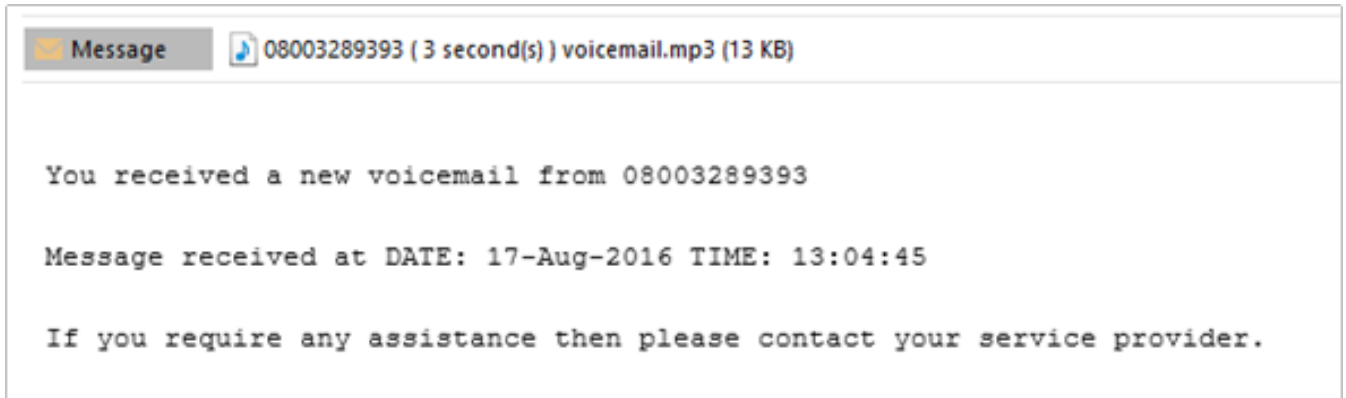 Message
08003289393 ( 3 second(s) ) voicemail.mp3 (13 KB)
You received a new voicemail from 08003289393
Message received at DATE: 17-Aug-2016 TIME: 13:04:45
If you require any assistance then please contact your service provider.